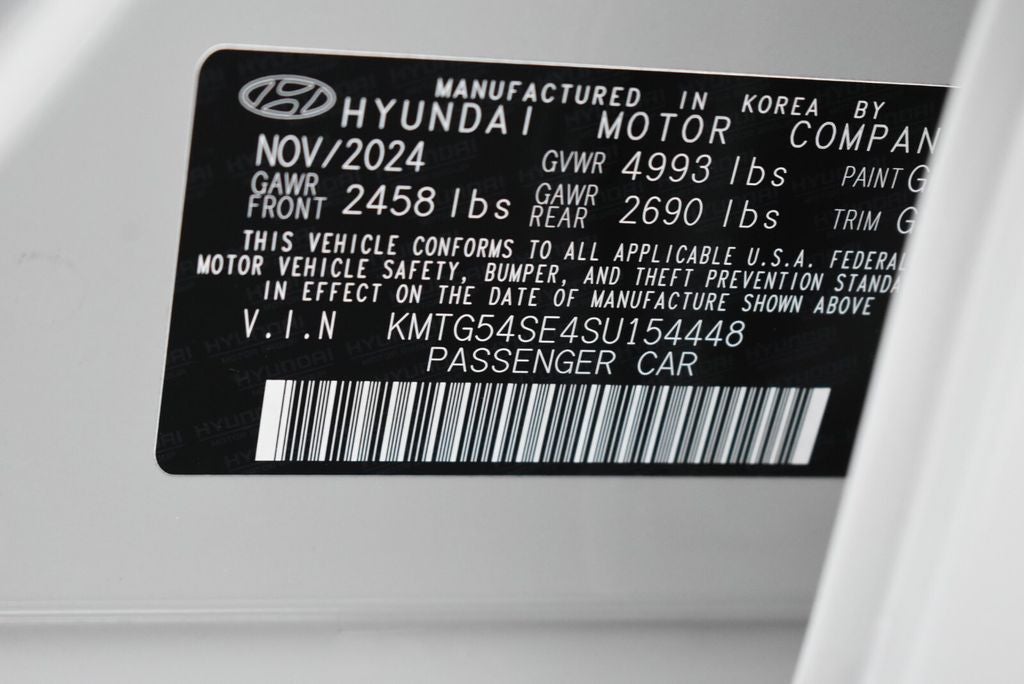 MANUFACTURED IN KOREA BY
HYUNDAI MOTOR COMPAN
NOV/2024 GVWR 4993 lbs PAINT G
GAWR FRONT 2458 lbs GAWR REAR 2690 lbs TRIM G
THIS VEHICLE CONFORMS TO ALL APPLICABLE U.S.A. FEDERAL
MOTOR VEHICLE SAFETY, BUMPER, AND THEFT PREVENTION STANDA
IN EFFECT ON THE DATE OF MANUFACTURE SHOWN ABOVE
V.I.N KMTG54SE4SU154448
PASSENGER CAR